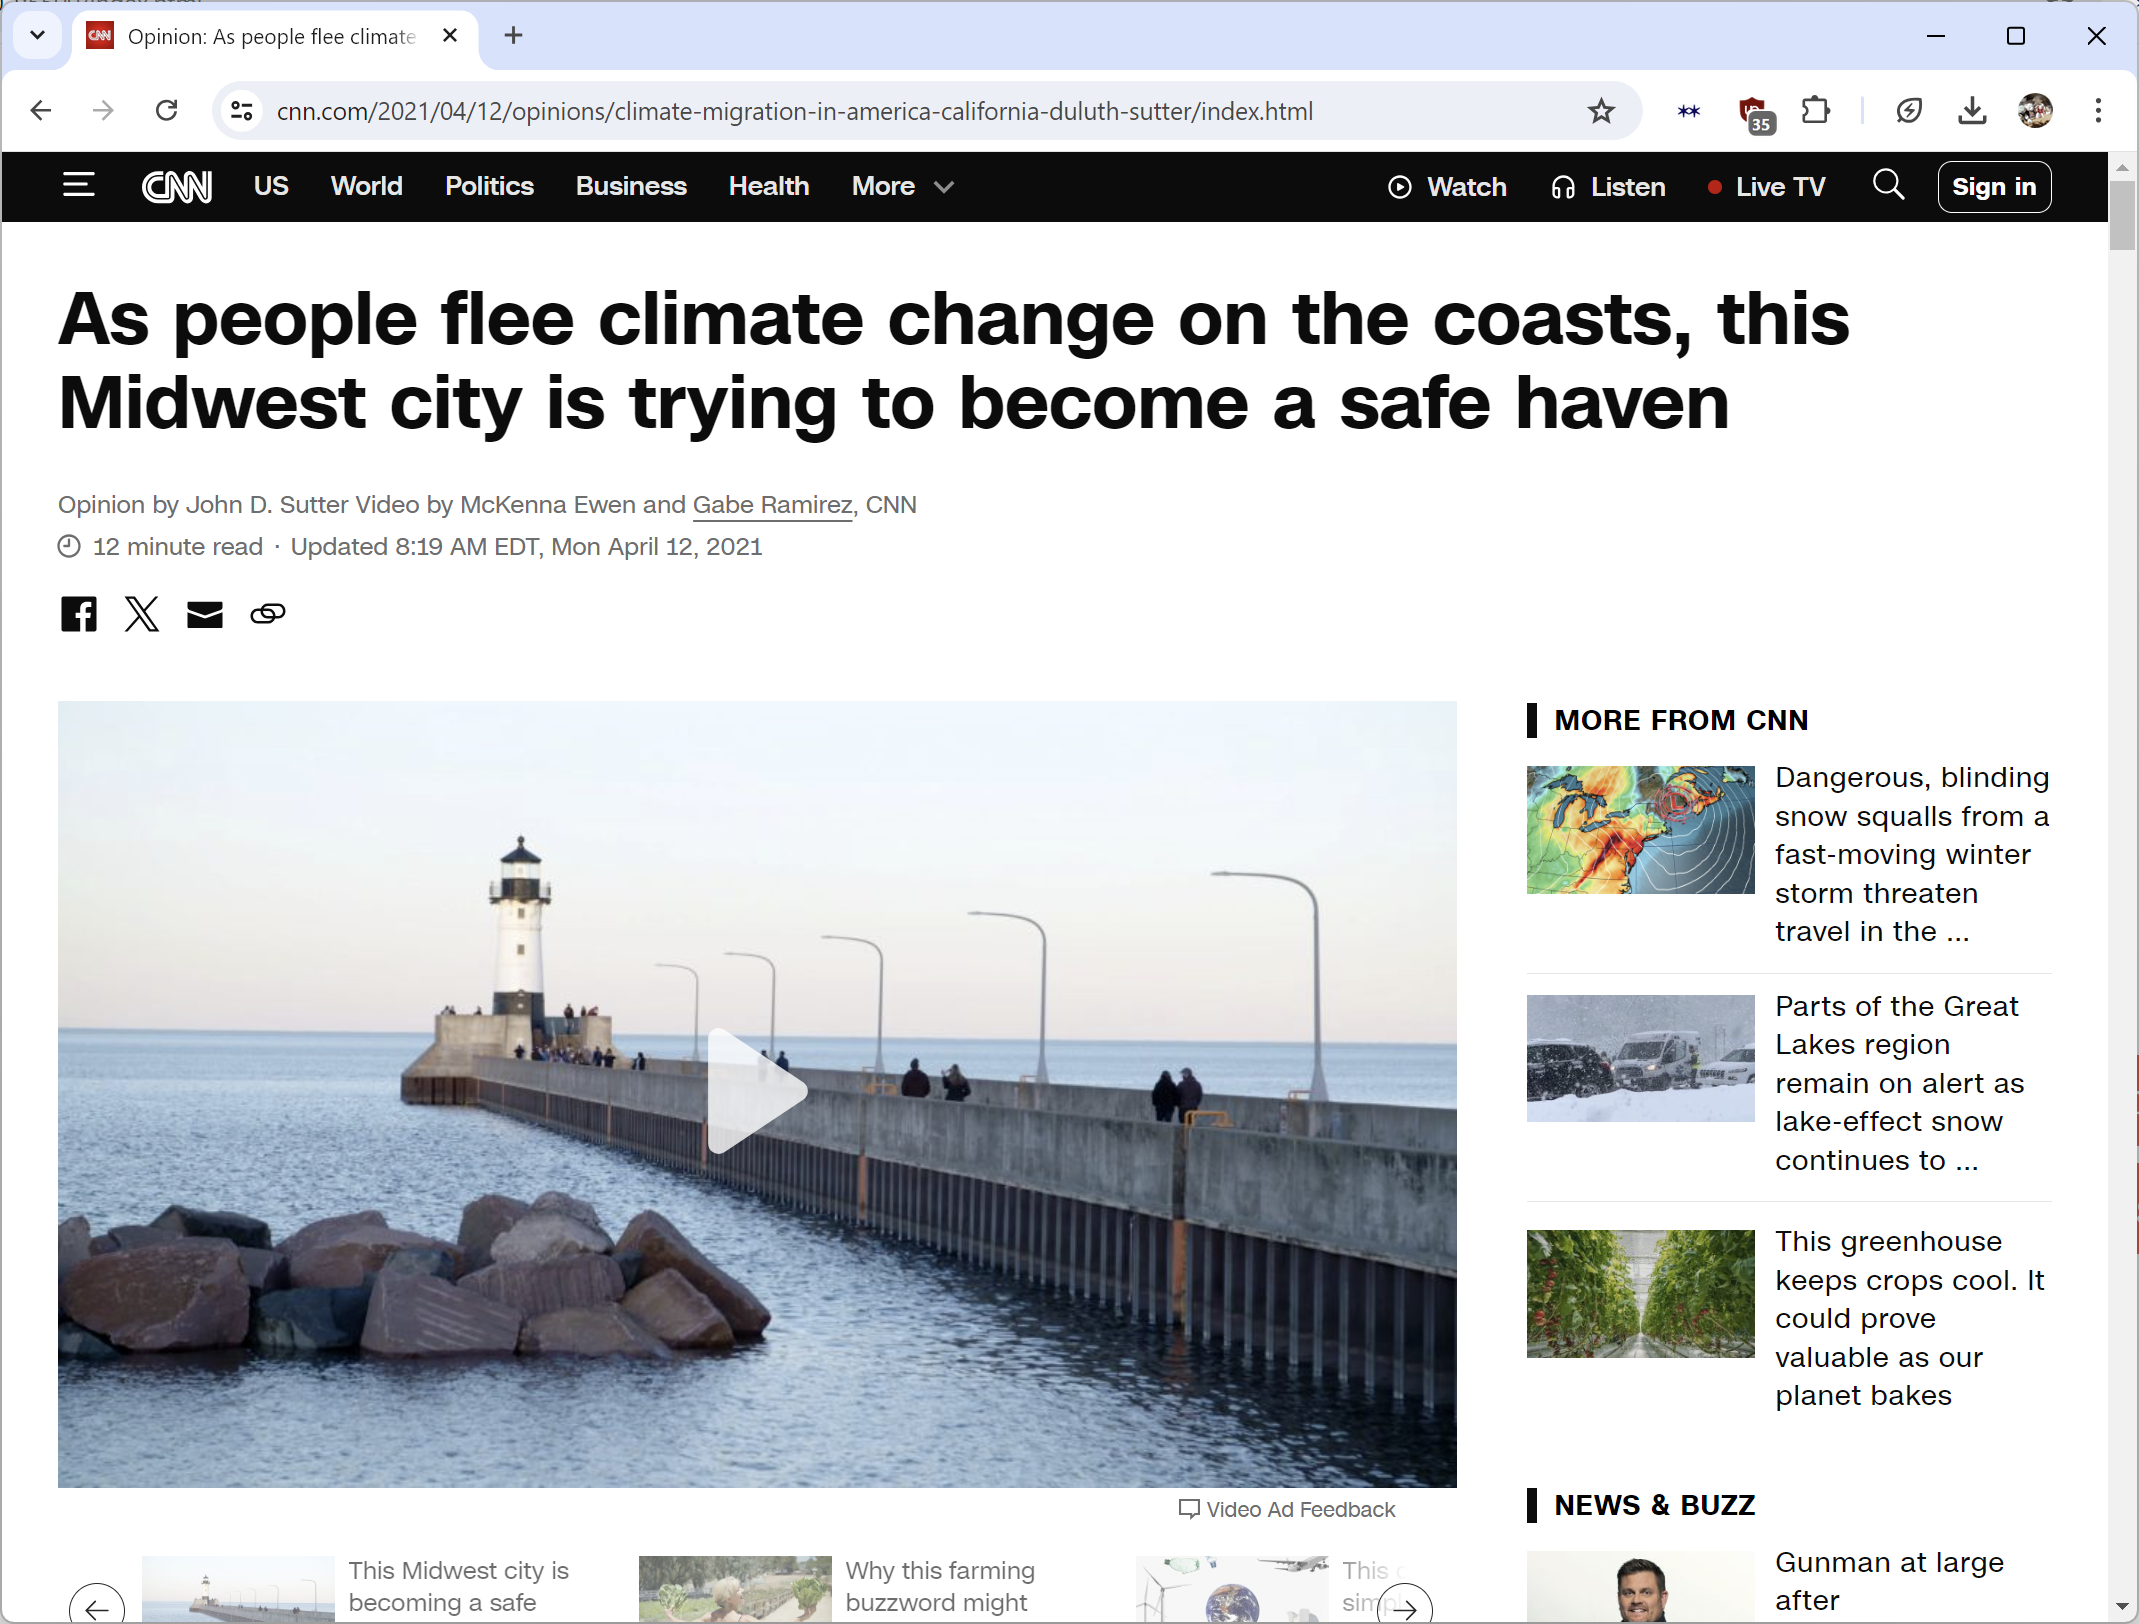 Opinion: As people flee climate
cnn.com/2021/04/12/opinions/climate-migration-in-america-california-duluth-sutter/index.html
35
CNN US World Politics Business Health More Watch Listen Live TV Sign in
As people flee climate change on the coasts, this
Midwest city is trying to become a safe haven
Opinion by John D. Sutter Video by McKenna Ewen and Gabe Ramirez, CNN
12 minute read · Updated 8:19 AM EDT, Mon April 12, 2021
Video Ad Feedback
This Midwest city is
becoming a safe
Why this farming
buzzword might
This
MORE FROM CNN
Dangerous, blinding
snow squalls from a
fast-moving winter
storm threaten
travel in the ...
Parts of the Great
Lakes region
remain on alert as
lake-effect snow
continues to ...
This greenhouse
keeps crops cool. It
could prove
valuable as our
planet bakes
NEWS & BUZZ
Gunman at large
after